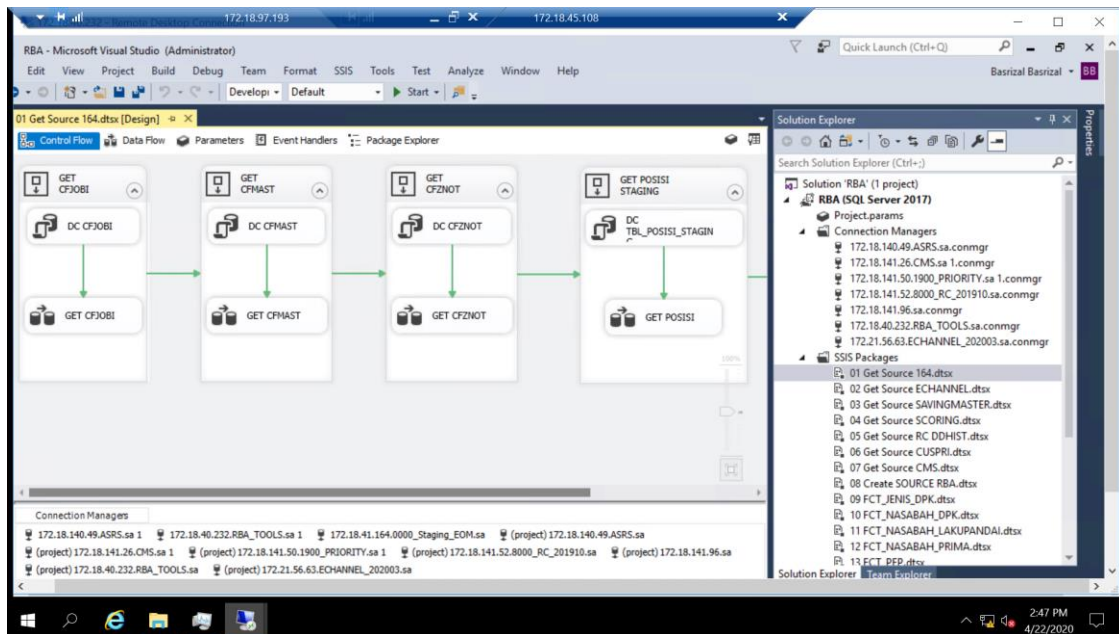 232 - Remote Desktop Connec
172.18.97.193
172.18.45.108
RBA - Microsoft Visual Studio (Administrator)
Quick Launch (Ctrl+Q)
Edit View Project Build Debug Team Format SSIS Tools Test Analyze Window Help
Basrizal Basrizal
BB
Develop Default Start
01 Get Source 164.dtsx [Design]
Control Flow Data Flow Parameters Event Handlers Package Explorer
GET
CFJOBI
DC CFJOBI
GET CFJOBI
GET
CFMAST
DC CFMAST
GET CFMAST
GET
CFZNOT
DC CFZNOT
GET CFZNOT
GET POSISI
STAGING
DC
TBL_POSISI_STAGIN
GET POSISI
100%
Connection Managers
172.18.140.49.ASRS.sa 1 172.18.40.232.RBA_TOOLS.sa 1 172.18.41.164.0000_Staging_EOM.sa (project) 172.18.140.49.ASRS.sa
(project) 172.18.141.26.CMS.sa 1 (project) 172.18.141.50.1900_PRIORITY.sa 1 (project) 172.18.141.52.8000_RC_201910.sa (project) 172.18.141.96.sa
(project) 172.18.40.232.RBA_TOOLS.sa (project) 172.21.56.63.ECHANNEL_202003.sa
Solution Explorer
Search Solution Explorer (Ctrl+;)
Solution 'RBA' (1 project)
RBA (SQL Server 2017)
Project.params
Connection Managers
172.18.140.49.ASRS.sa.conmgr
172.18.141.26.CMS.sa 1.conmgr
172.18.141.50.1900_PRIORITY.sa 1.conmgr
172.18.141.52.8000_RC_201910.sa.conmgr
172.18.141.96.sa.conmgr
172.18.40.232.RBA_TOOLS.sa.conmgr
172.21.56.63.ECHANNEL_202003.sa.conmgr
SSIS Packages
01 Get Source 164.dtsx
02 Get Source ECHANNEL.dtsx
03 Get Source SAVINGMASTER.dtsx
04 Get Source SCORING.dtsx
05 Get Source RC DDHIST.dtsx
06 Get Source CUSPRI.dtsx
07 Get Source CMS.dtsx
08 Create SOURCE RBA.dtsx
09 FCT_JENIS_DPK.dtsx
10 FCT_NASABAH_DPK.dtsx
11 FCT_NASABAH_LAKUPANDAI.dtsx
12 FCT_NASABAH_PRIMA.dtsx
13 FCT_PEP.dtsx
Solution Explorer Team Explorer
Properties
2:47 PM
4/22/2020